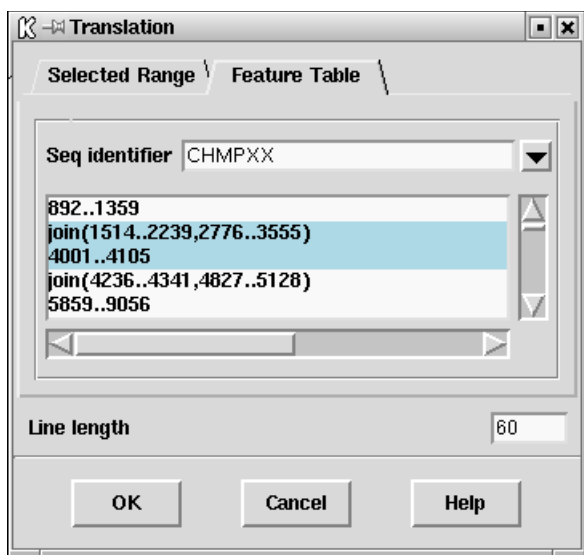 Translation
Selected Range Feature Table
Seq identifier CHMPXX
892..1359
join(1514..2239,2776..3555)
4001..4105
join(4236..4341,4827..5128)
5859..9056
Line length 60
OK Cancel Help